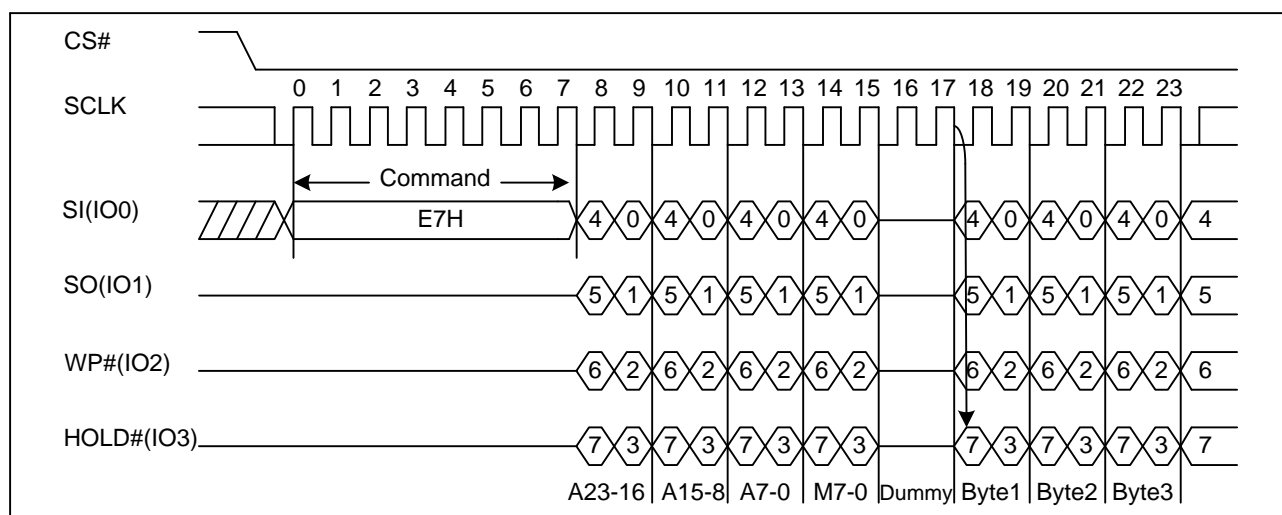 CS#
0 1 2 3 4 5 6 7 8 9 10 11 12 13 14 15 16 17 18 19 20 21 22 23
SCLK
Command
SI(IO0) E7H 4 0 4 0 4 0 4 0 4 0 4 0 4 0 4
SO(IO1) 5 1 5 1 5 1 5 1 5 1 5 1 5 1 5
WP#(IO2) 6 2 6 2 6 2 6 2 6 2 6 2 6 2 6
HOLD#(IO3) 7 3 7 3 7 3 7 3 7 3 7 3 7 3 7
A23-16 A15-8 A7-0 M7-0 Dummy Byte1 Byte2 Byte3